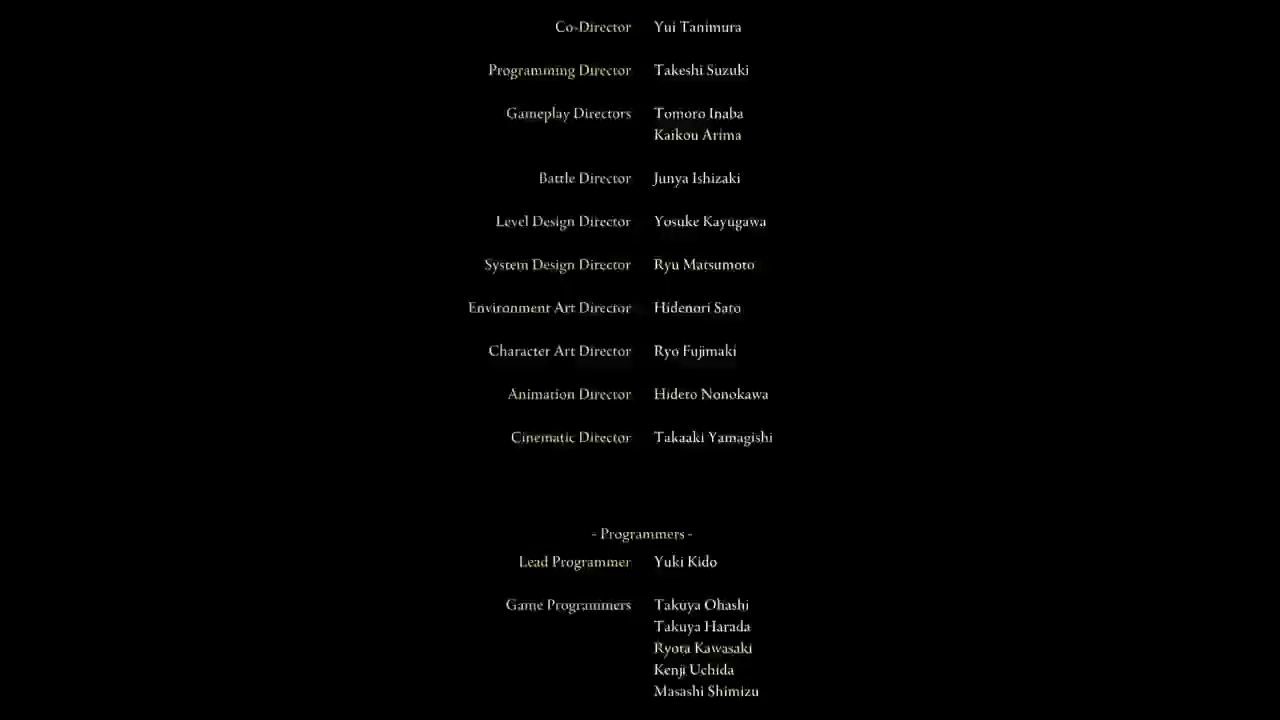 Co-Director Yui Tanimura
Programming Director Takeshi Suzuki
Gameplay Directors Tomoro Inaba
Kaikou Arima
Battle Director Junya Ishizaki
Level Design Director Yosuke Kayugawa
System Design Director Ryu Matsumoto
Environment Art Director Hidenori Sato
Character Art Director Ryo Fujimaki
Animation Director Hideto Nonokawa
Cinematic Director Takaaki Yamagishi
- Programmers -
Lead Programmer Yuki Kido
Game Programmers Takuya Ohashi
Takuya Harada
Ryota Kawasaki
Kenji Uchida
Masashi Shimizu